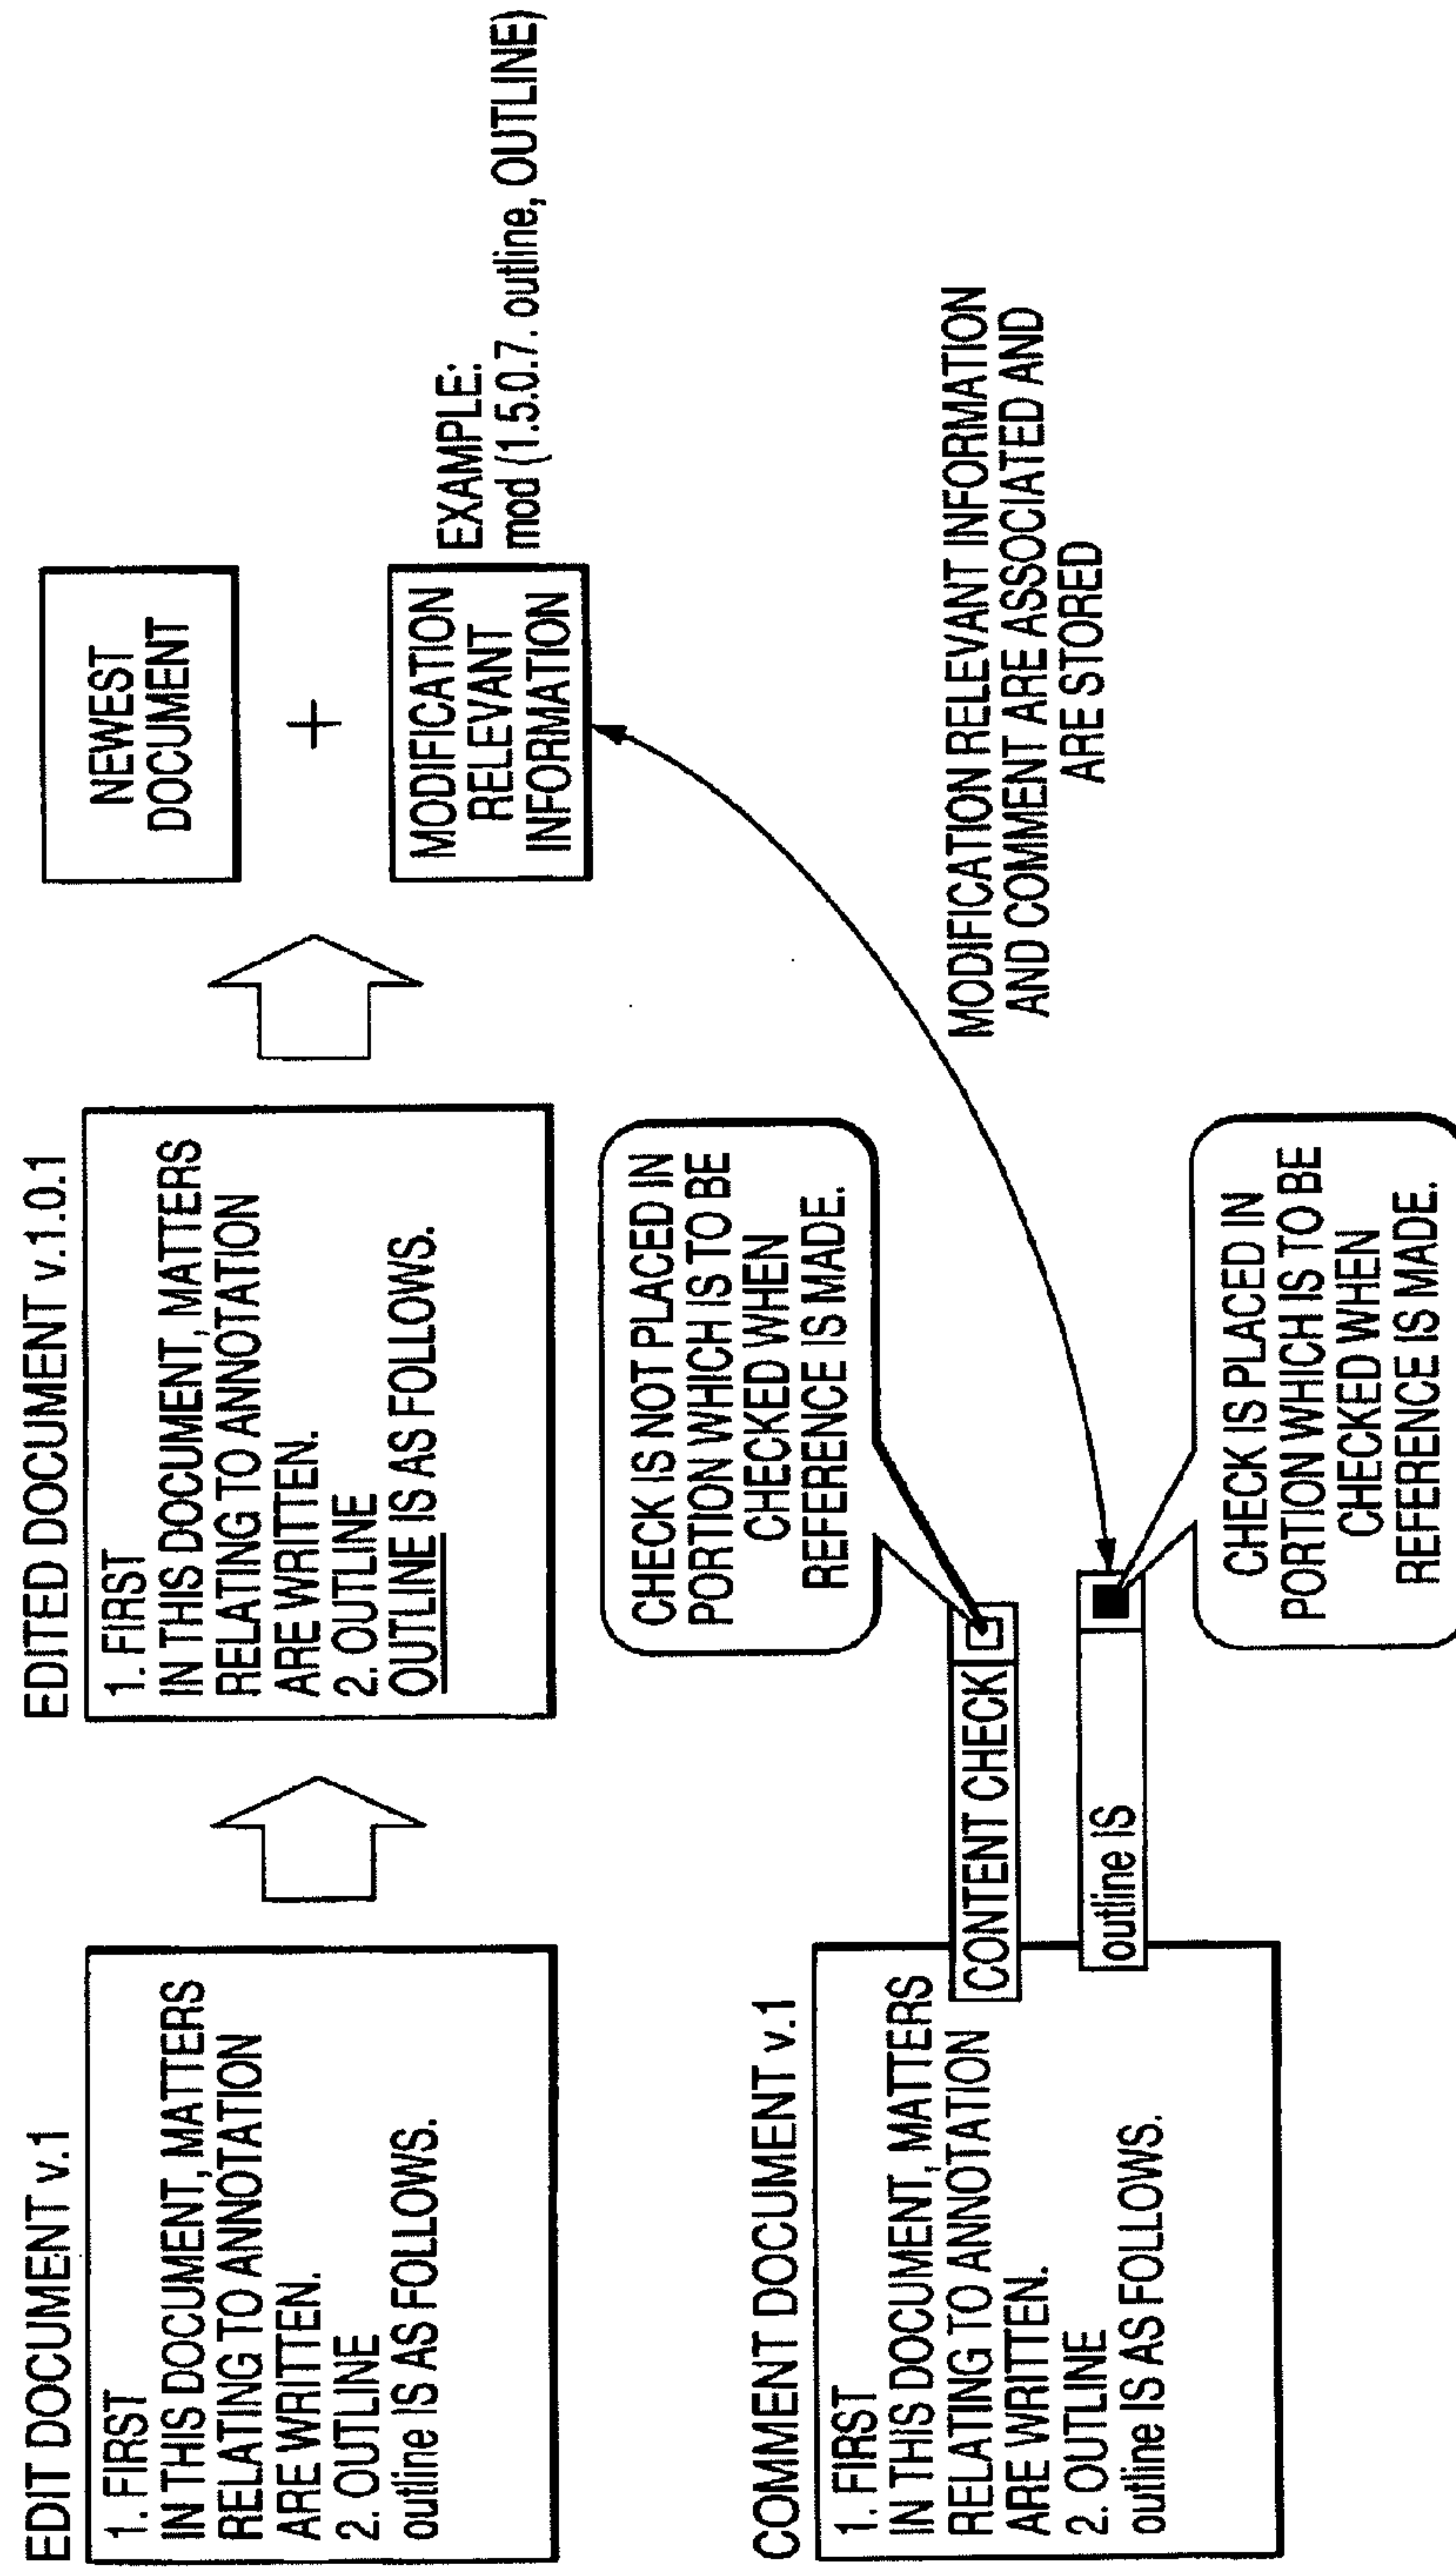 EDIT DOCUMENT v.1
1. FIRST
IN THIS DOCUMENT, MATTERS
RELATING TO ANNOTATION
ARE WRITTEN.
2. OUTLINE
outline IS AS FOLLOWS.
EDITED DOCUMENT v.1.0.1
1. FIRST
IN THIS DOCUMENT, MATTERS
RELATING TO ANNOTATION
ARE WRITTEN.
2. OUTLINE
OUTLINE IS AS FOLLOWS.
NEWEST
DOCUMENT
+
MODIFICATION
RELEVANT
INFORMATION
EXAMPLE:
mod (1.5.0.7. outline, OUTLINE)
COMMENT DOCUMENT v.1
1. FIRST
IN THIS DOCUMENT, MATTERS
RELATING TO ANNOTATION
ARE WRITTEN.
2. OUTLINE
outline IS AS FOLLOWS.
CONTENT CHECK
outline IS
CHECK IS NOT PLACED IN
PORTION WHICH IS TO BE
CHECKED WHEN
REFERENCE IS MADE.
CHECK IS PLACED IN
PORTION WHICH IS TO BE
CHECKED WHEN
REFERENCE IS MADE.
MODIFICATION RELEVANT INFORMATION
AND COMMENT ARE ASSOCIATED AND
ARE STORED